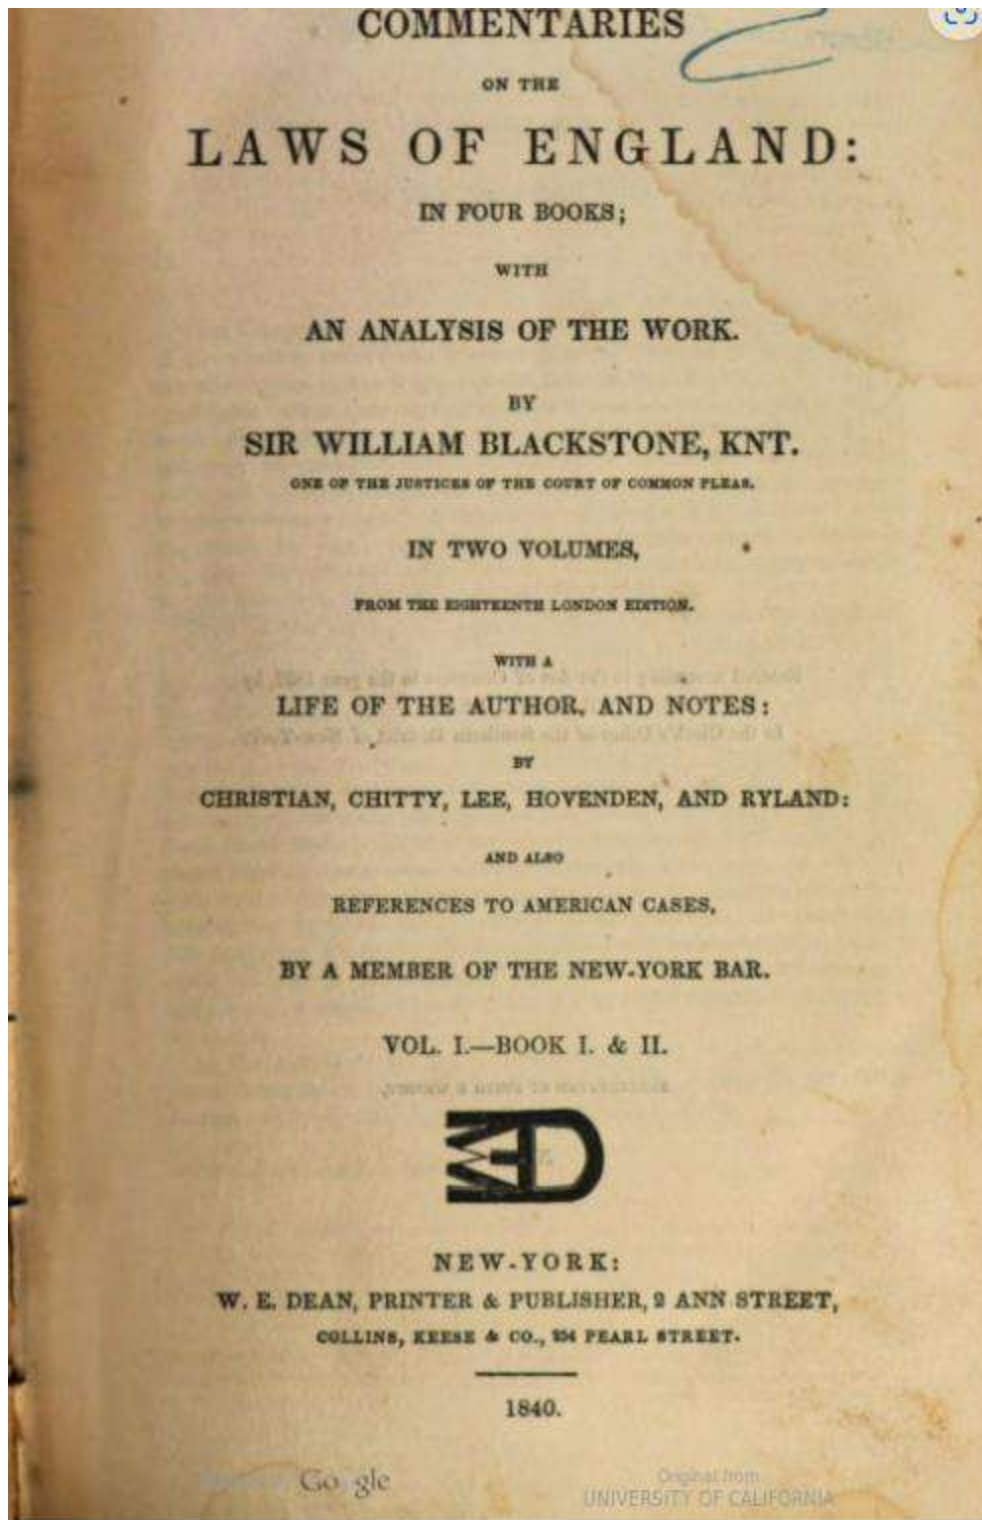 COMMENTARIES
ON THE
LAWS OF ENGLAND:
IN FOUR BOOKS;
WITH
AN ANALYSIS OF THE WORK.
BY
SIR WILLIAM BLACKSTONE, KNT.
ONE OF THE JUSTICES OF THE COURT OF COMMON PLEAS.
IN TWO VOLUMES,
FROM THE EIGHTEENTH LONDON EDITION.
WITH A
LIFE OF THE AUTHOR, AND NOTES:
BY
CHRISTIAN, CHITTY, LEE, HOVENDEN, AND RYLAND:
AND ALSO
REFERENCES TO AMERICAN CASES,
BY A MEMBER OF THE NEW-YORK BAR.
VOL. I.—BOOK I. & II.
NEW-YORK:
W. E. DEAN, PRINTER & PUBLISHER, 2 ANN STREET,
COLLINS, KEESE & CO., 254 PEARL STREET.
1840.
Google
Original from
UNIVERSITY OF CALIFORNIA